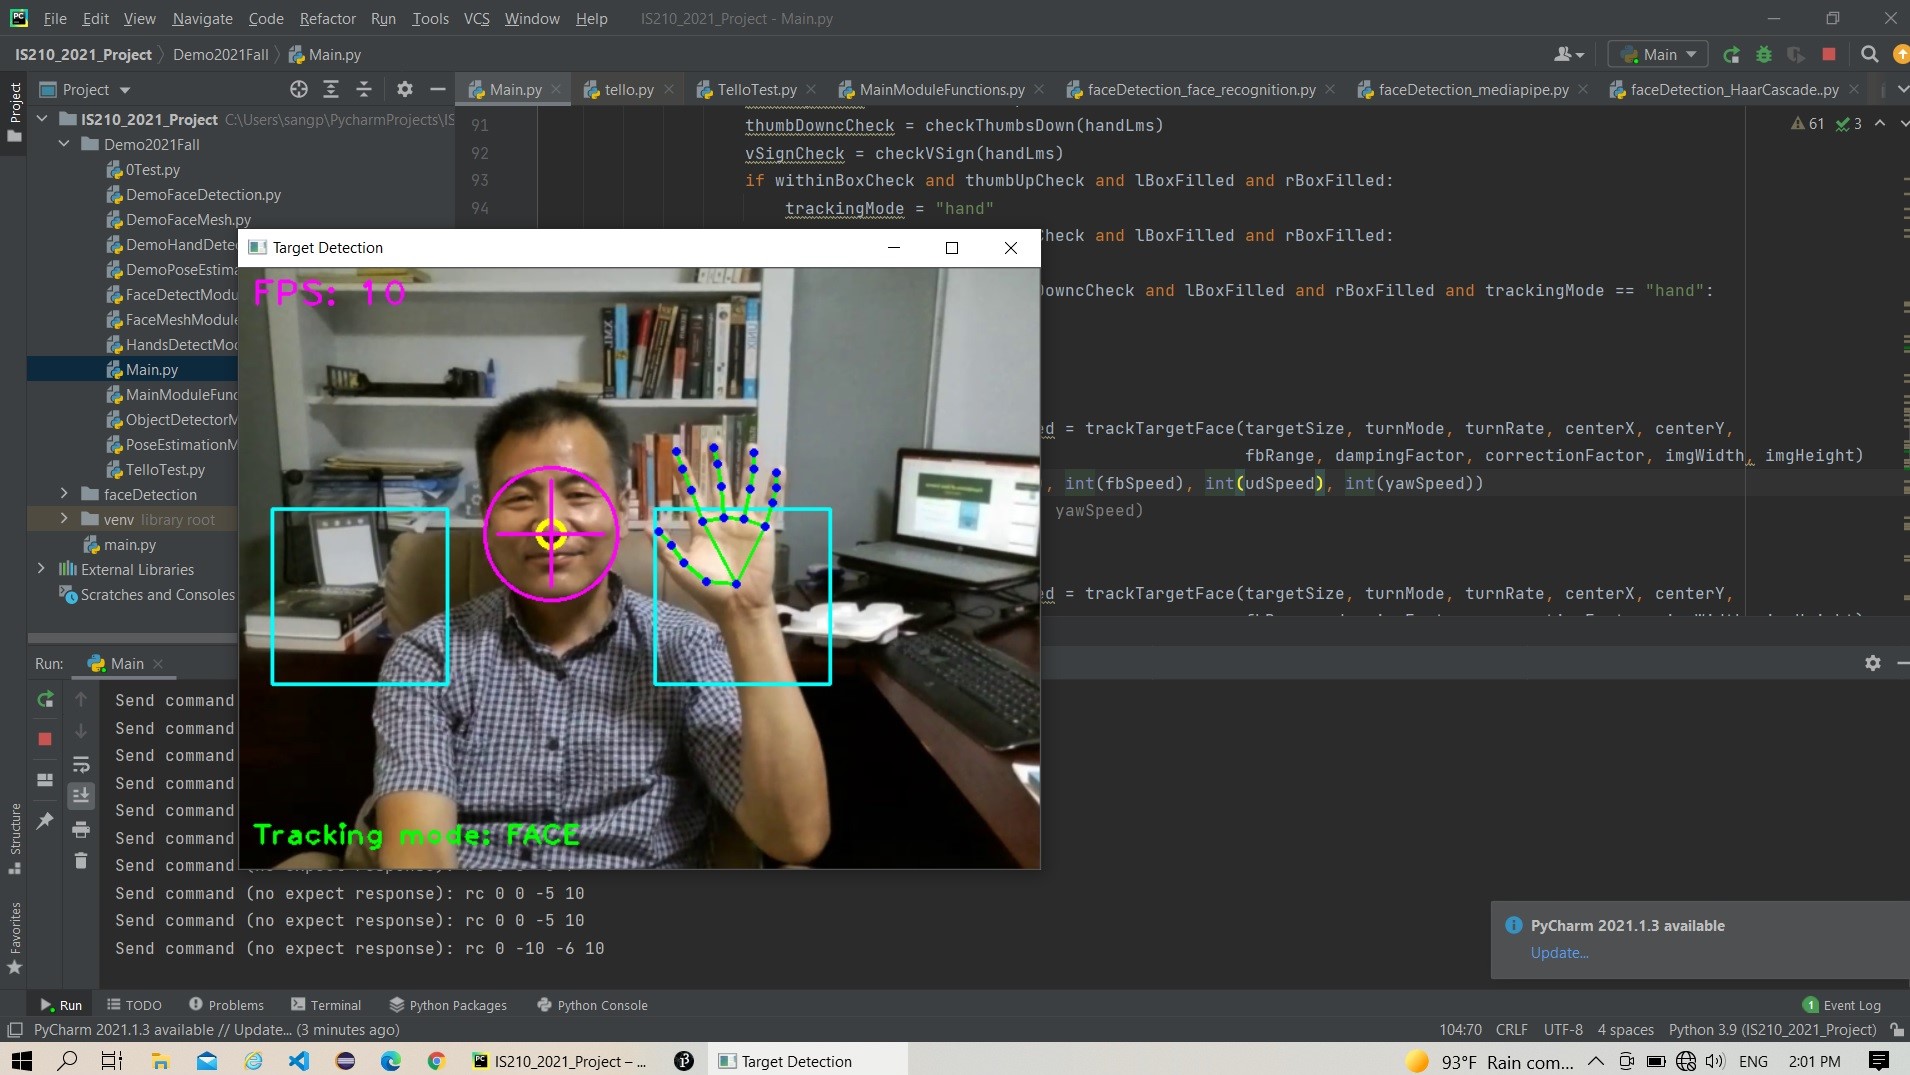 File Edit View Navigate Code Refactor Run Tools VCS Window Help IS210_2021_Project - Main.py
IS210_2021_Project Demo2021Fall Main.py
Main
Project
Main.py tello.py TelloTest.py MainModuleFunctions.py faceDetection_face_recognition.py faceDetection_mediapipe.py faceDetection_HaarCascade..py
Project
IS210_2021_Project C:\Users\sangp\PycharmProjects\IS
Demo2021Fall
0Test.py
DemoFaceDetection.py
DemoFaceMesh.py
DemoHandDetec
DemoPoseEstima
FaceDetectModu
FaceMeshModule
HandsDetectMod
Main.py
MainModuleFunc
ObjectDetectorM
PoseEstimationM
TelloTest.py
faceDetection
venv library root
main.py
External Libraries
Scratches and Consoles
61 3
91 thumbDowncCheck = checkThumbsDown(handLms)
92 vSignCheck = checkVSign(handLms)
93 if withinBoxCheck and thumbUpCheck and lBoxFilled and rBoxFilled:
94 trackingMode = "hand"
heck and lBoxFilled and rBoxFilled:
DowncCheck and lBoxFilled and rBoxFilled and trackingMode == "hand":
ed = trackTargetFace(targetSize, turnMode, turnRate, centerX, centerY,
fbRange, dampingFactor, correctionFactor, imgWidth, imgHeight)
, int(fbSpeed), int(udSpeed), int(yawSpeed))
yawSpeed)
ed = trackTargetFace(targetSize, turnMode, turnRate, centerX, centerY,
Target Detection
FPS: 10
Tracking mode: FACE
Run: Main
Send command
Send command
Send command
Send command
Send command
Send command
Send command
Send command (no expect response): rc 0 0 -5 10
Send command (no expect response): rc 0 0 -5 10
Send command (no expect response): rc 0 -10 -6 10
Structure
Favorites
PyCharm 2021.1.3 available
Update...
Run TODO Problems Terminal Python Packages Python Console
1 Event Log
PyCharm 2021.1.3 available // Update... (3 minutes ago)
104:70 CRLF UTF-8 4 spaces Python 3.9 (IS210_2021_Project)
PC IS210_2021_Project – ... Target Detection
93°F Rain com... ENG 2:01 PM